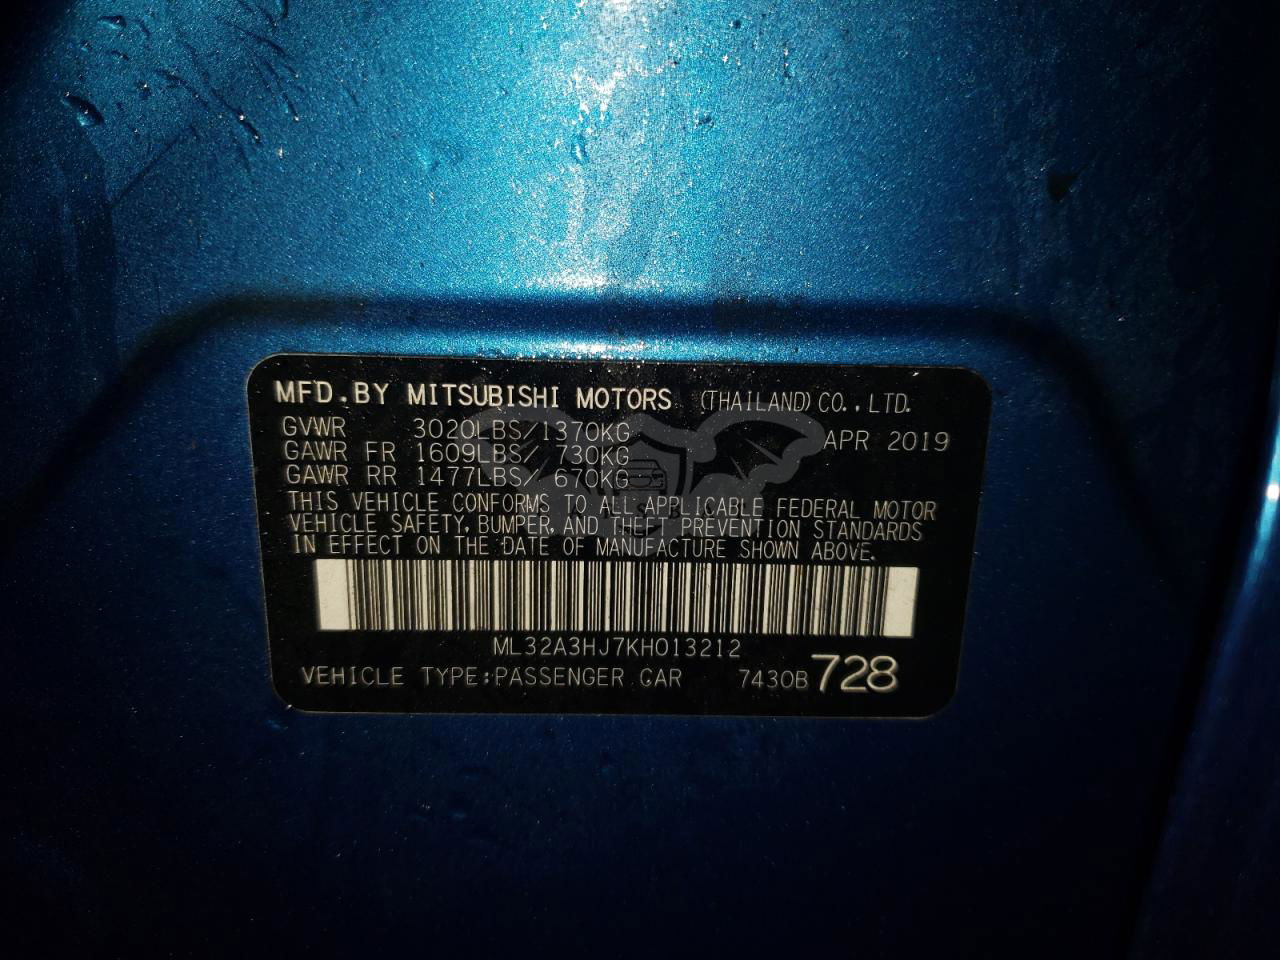 MFD.BY MITSUBISHI MOTORS (THAILAND) CO.,LTD.
GVWR 3020LBS/1370KG APR 2019
GAWR FR 1609LBS/ 730KG
GAWR RR 1477LBS/ 670KG
THIS VEHICLE CONFORMS TO ALL APPLICABLE FEDERAL MOTOR
VEHICLE SAFETY, BUMPER, AND THEFT PREVENTION STANDARDS
IN EFFECT ON THE DATE OF MANUFACTURE SHOWN ABOVE.
ML32A3HJ7KH013212
VEHICLE TYPE:PASSENGER CAR 7430B 728